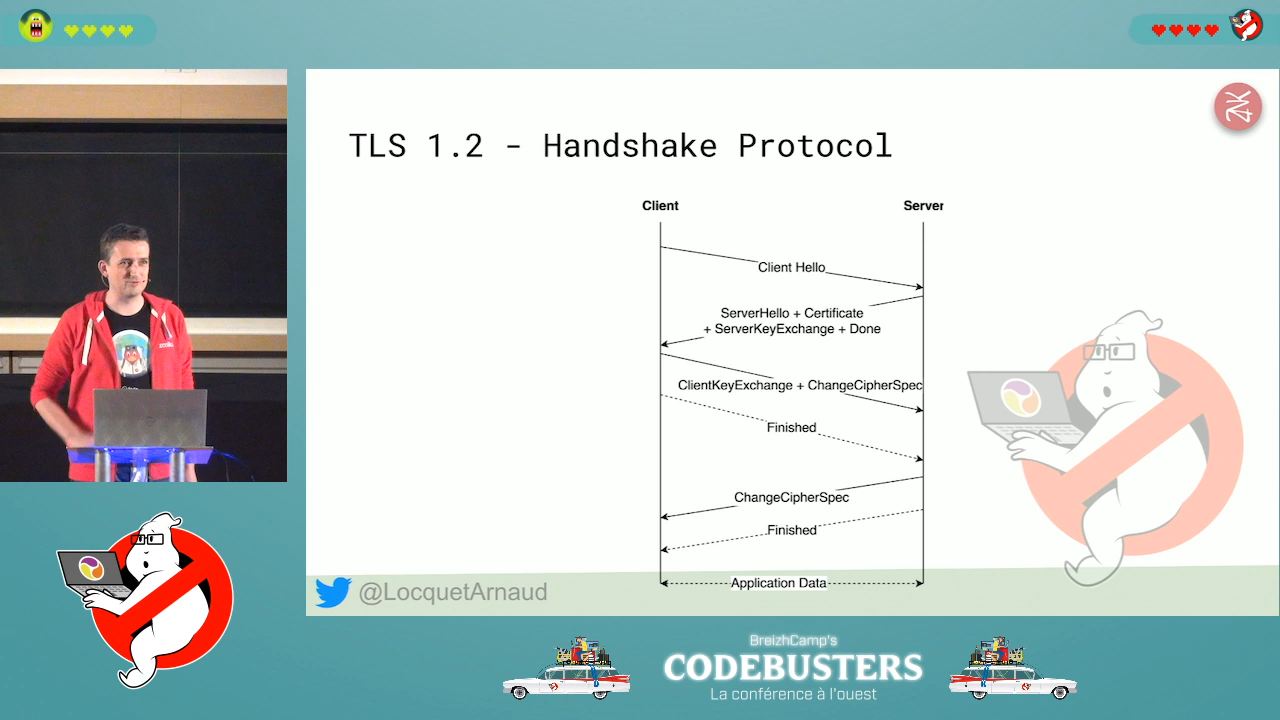 TLS 1.2 - Handshake Protocol
Client
Server
Client Hello
ServerHello + Certificate
+ ServerKeyExchange + Done
ClientKeyExchange + ChangeCipherSpec
Finished
ChangeCipherSpec
Finished
Application Data
@LocquetArnaud
BreizhCamp's
CODEBUSTERS
La conférence à l'ouest